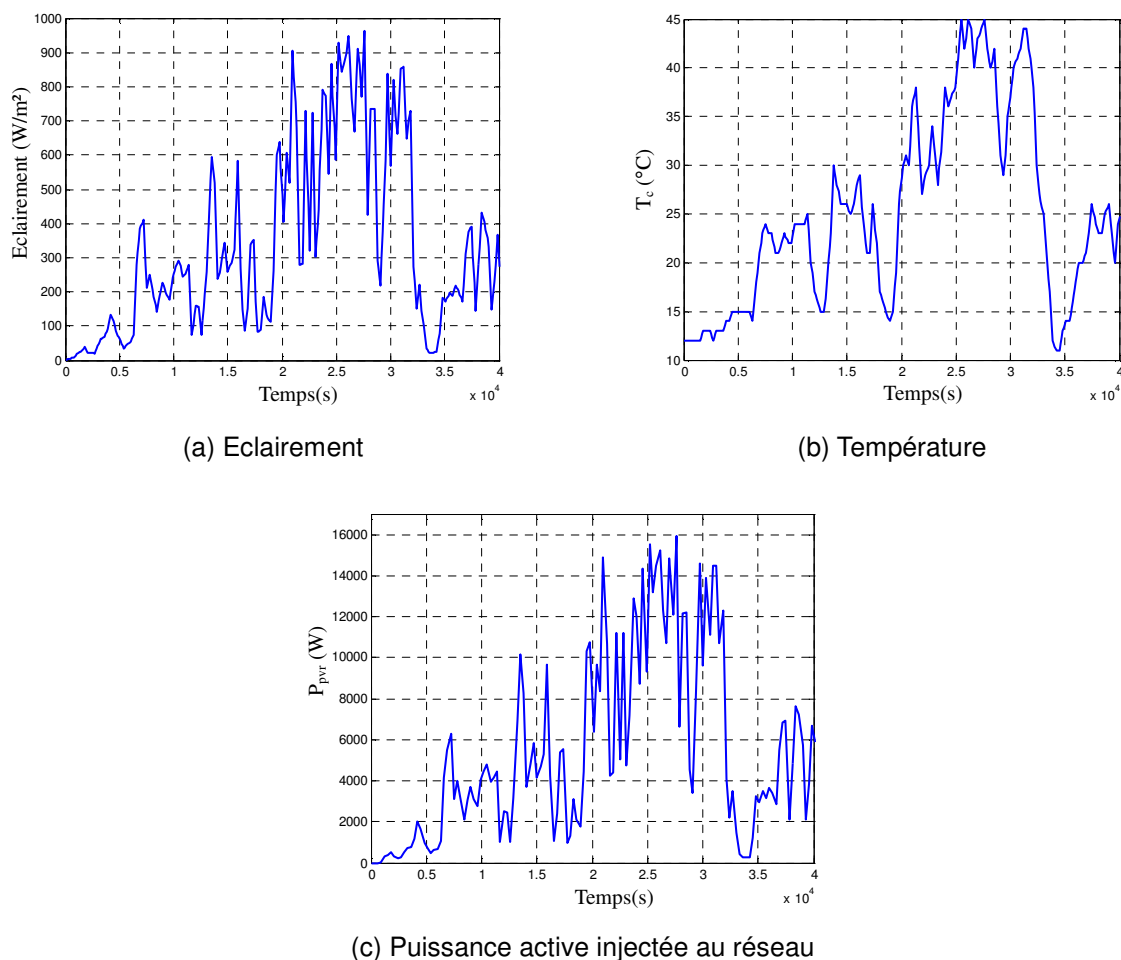 1000
900
800
700
600
500
400
300
200
100
0
Eclairement (W/m²)
0 0.5 1 1.5 2 2.5 3 3.5 4
Temps(s)
x 10⁴
(a) Eclairement
45
40
35
30
25
20
15
10
T_c (°C)
0 0.5 1 1.5 2 2.5 3 3.5 4
Temps(s)
x 10⁴
(b) Température
16000
14000
12000
10000
8000
6000
4000
2000
0
P_pvr (W)
0 0.5 1 1.5 2 2.5 3 3.5 4
Temps(s)
x 10⁴
(c) Puissance active injectée au réseau